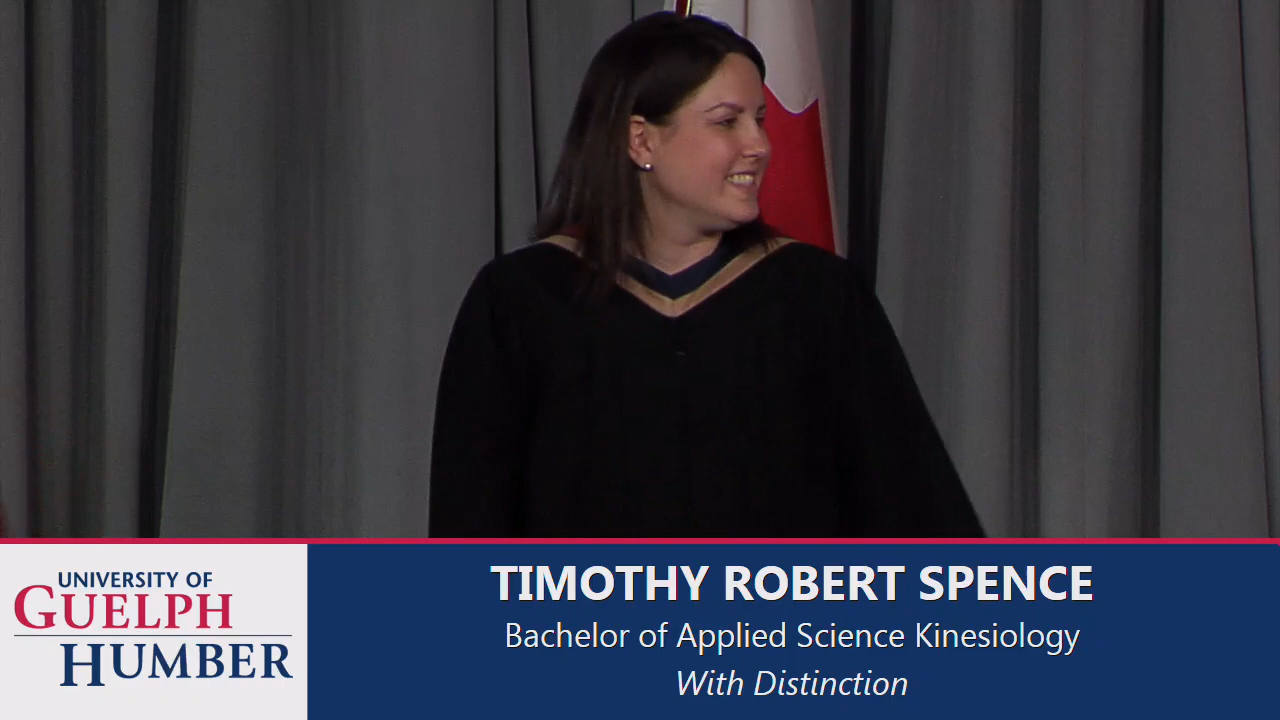 UNIVERSITY OF
GUELPH
HUMBER
TIMOTHY ROBERT SPENCE
Bachelor of Applied Science Kinesiology
With Distinction